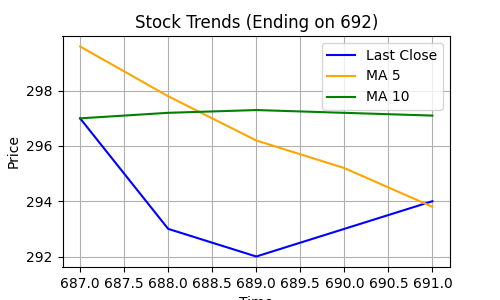 Stock Trends (Ending on 692)
Last Close
MA 5
MA 10
298
296
294
292
Price
687.0 687.5 688.0 688.5 689.0 689.5 690.0 690.5 691.0
Time